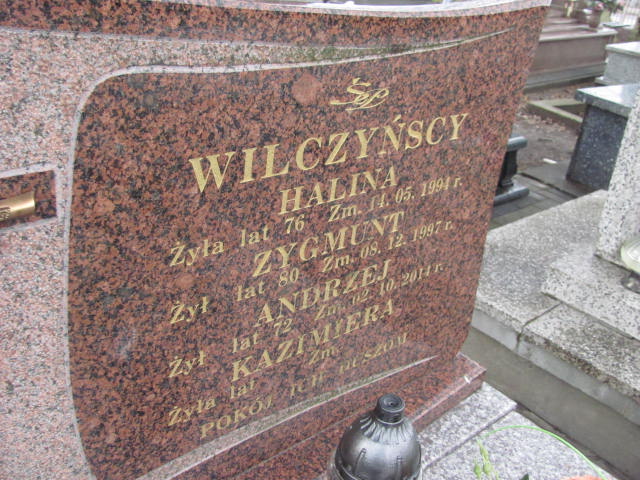 Ś P
WILCZYŃSCY
HALINA
Żyła lat 76 Zm. 14. 05. 1994 r.
ZYGMUNT
Żył lat 80 Zm. 08. 12. 1997 r.
ANDRZEJ
Żył lat 72 Zm. 02. 10. 2014 r.
KAZIMIERA
Żyła lat Zm.
POKÓJ ICH DUSZOM